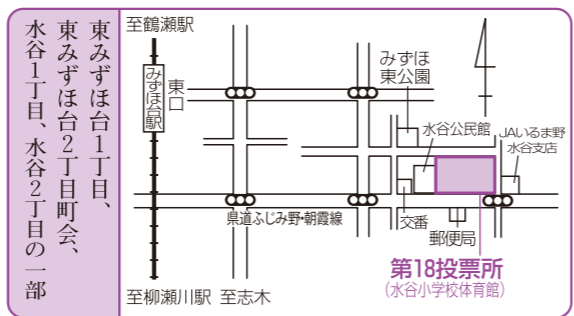 東みずほ台1丁目、
東みずほ台2丁目町会、
水谷1丁目、水谷2丁目の一部
至鶴瀬駅
みずほ台駅
東口
みずほ
東公園
水谷公民館
JAいるま野
水谷支店
県道ふじみ野・朝霞線
交番
郵便局
第18投票所
(水谷小学校体育館)
至柳瀬川駅
至志木